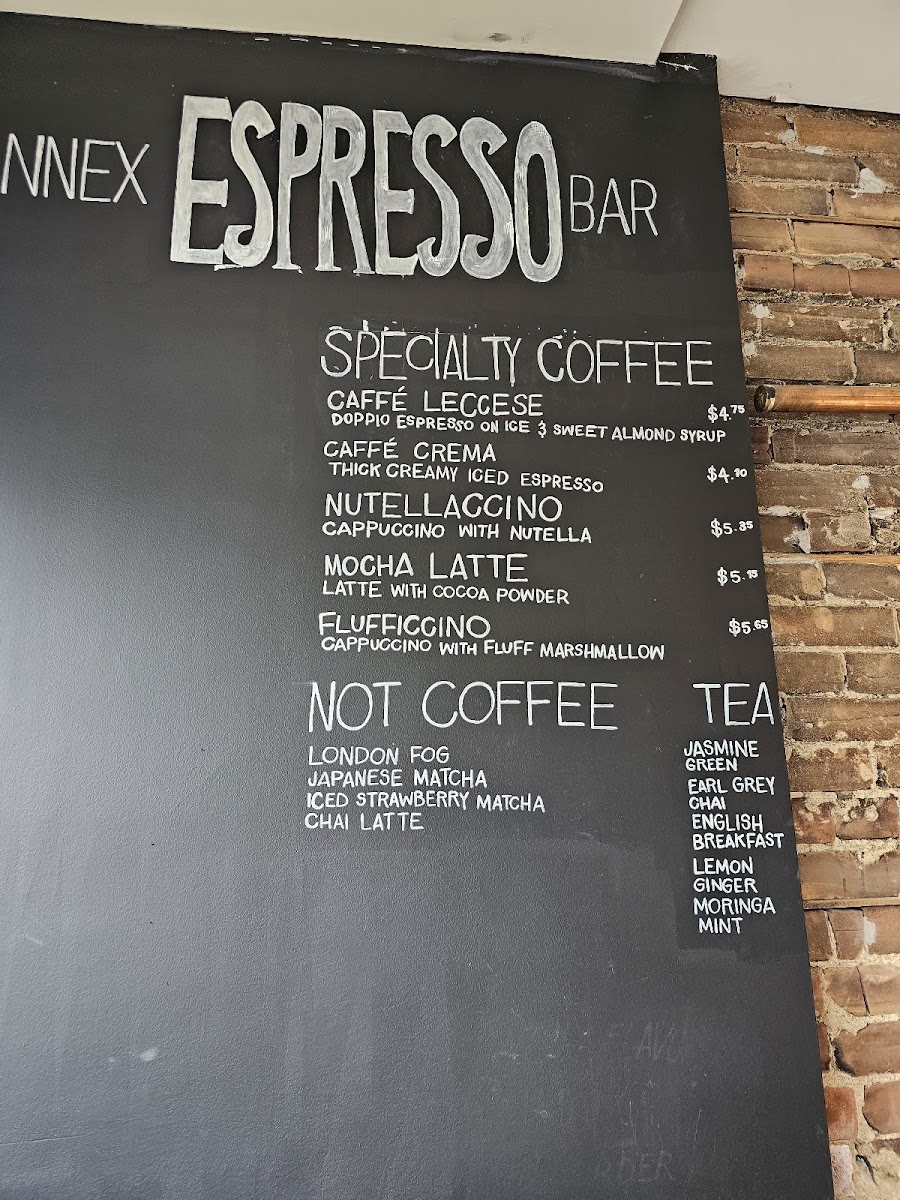 NNEX ESPRESSO BAR
SPECIALTY COFFEE
CAFFÉ LECCESE $4.75
DOPPIO ESPRESSO ON ICE & SWEET ALMOND SYRUP
CAFFÉ CREMA
THICK CREAMY ICED ESPRESSO $4.90
NUTELLACCINO
CAPPUCCINO WITH NUTELLA $5.35
MOCHA LATTE $5.15
LATTE WITH COCOA POWDER
FLUFFICCINO $5.65
CAPPUCCINO WITH FLUFF MARSHMALLOW
NOT COFFEE
LONDON FOG
JAPANESE MATCHA
ICED STRAWBERRY MATCHA
CHAI LATTE
TEA
JASMINE
GREEN
EARL GREY
CHAI
ENGLISH
BREAKFAST
LEMON
GINGER
MORINGA
MINT